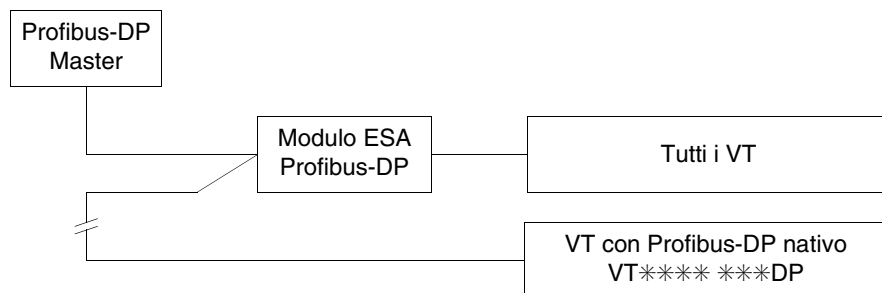 Profibus-DP
Master
Modulo ESA
Profibus-DP
Tutti i VT
VT con Profibus-DP nativo
VT✳✳✳✳ ✳✳✳DP